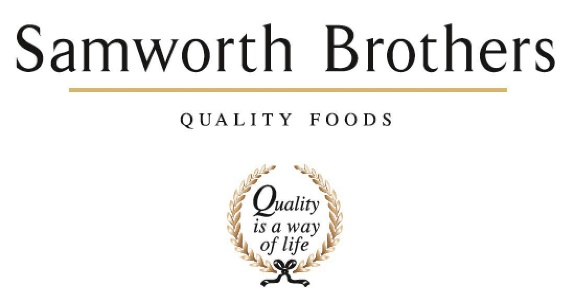 Samworth Brothers
QUALITY FOODS
Quality
is a way
of life